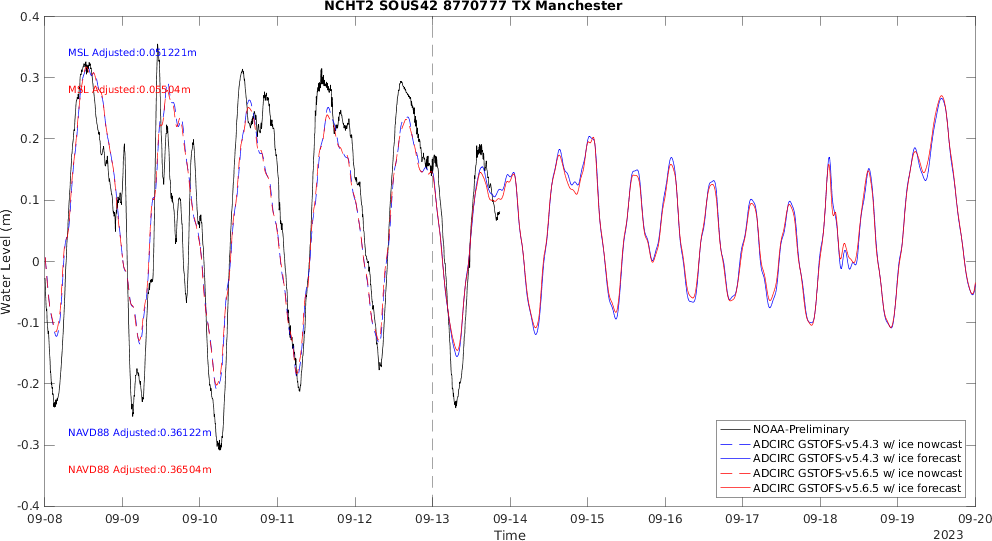 NCHT2 SOUS42 8770777 TX Manchester
0.4
0.3
0.2
0.1
0
-0.1
-0.2
-0.3
-0.4
Water Level (m)
MSL Adjusted:0.051221m
MSL Adjusted:0.05504m
NAVD88 Adjusted:0.36122m
NAVD88 Adjusted:0.36504m
NOAA-Preliminary
ADCIRC GSTOFS-v5.4.3 w/ ice nowcast
ADCIRC GSTOFS-v5.4.3 w/ ice forecast
ADCIRC GSTOFS-v5.6.5 w/ ice nowcast
ADCIRC GSTOFS-v5.6.5 w/ ice forecast
09-08 09-09 09-10 09-11 09-12 09-13 09-14 09-15 09-16 09-17 09-18 09-19 09-20
Time
2023